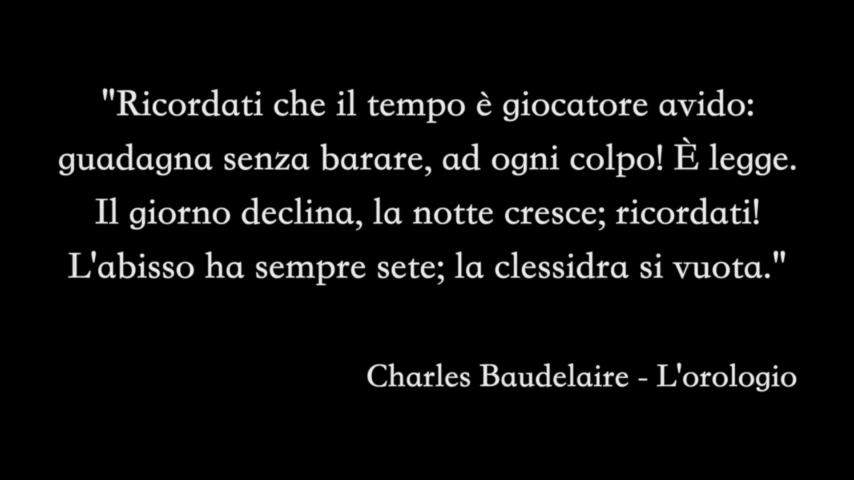 "Ricordati che il tempo è giocatore avido:
guadagna senza barare, ad ogni colpo! È legge.
Il giorno declina, la notte cresce; ricordati!
L'abisso ha sempre sete; la clessidra si vuota."
Charles Baudelaire - L'orologio